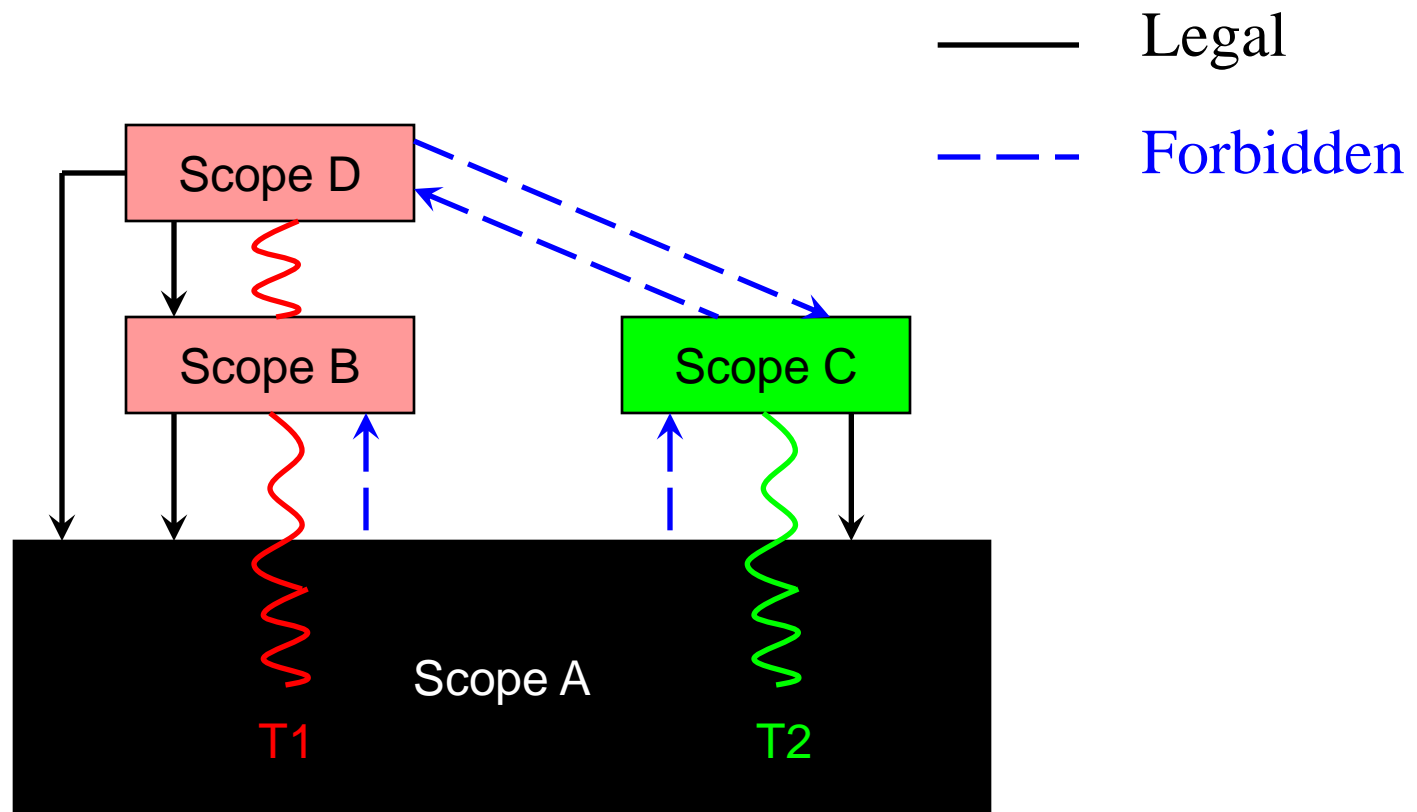 Legal
Forbidden
Scope D
Scope B
Scope C
Scope A
T1
T2